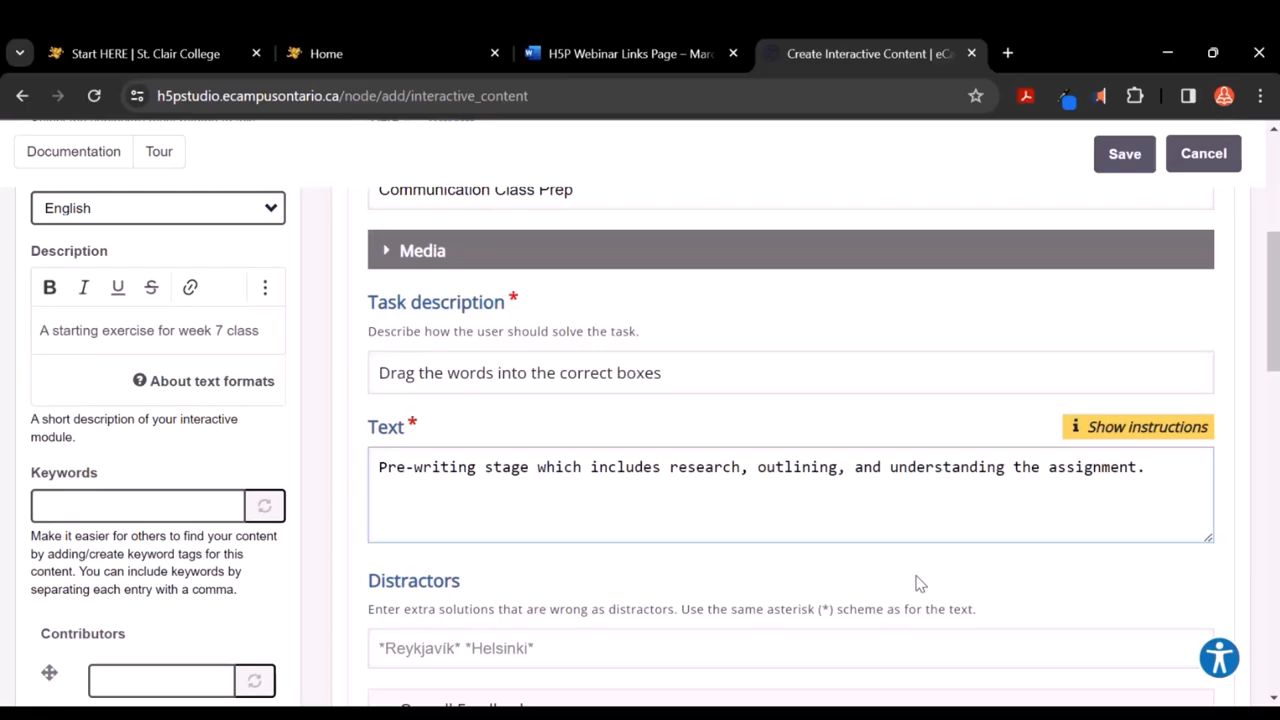 Start HERE | St. Clair College
Home
H5P Webinar Links Page – Mar
Create Interactive Content | eCa
h5pstudio.ecampusontario.ca/node/add/interactive_content
Documentation
Tour
Save
Cancel
English
Description
B I U S
A starting exercise for week 7 class
About text formats
A short description of your interactive
module.
Keywords
Make it easier for others to find your content
by adding/create keyword tags for this
content. You can include keywords by
separating each entry with a comma.
Contributors
Communication Class Prep
Media
Task description *
Describe how the user should solve the task.
Drag the words into the correct boxes
Text *
Show instructions
Pre-writing stage which includes research, outlining, and understanding the assignment.
Distractors
Enter extra solutions that are wrong as distractors. Use the same asterisk (*) scheme as for the text.
*Reykjavík* *Helsinki*